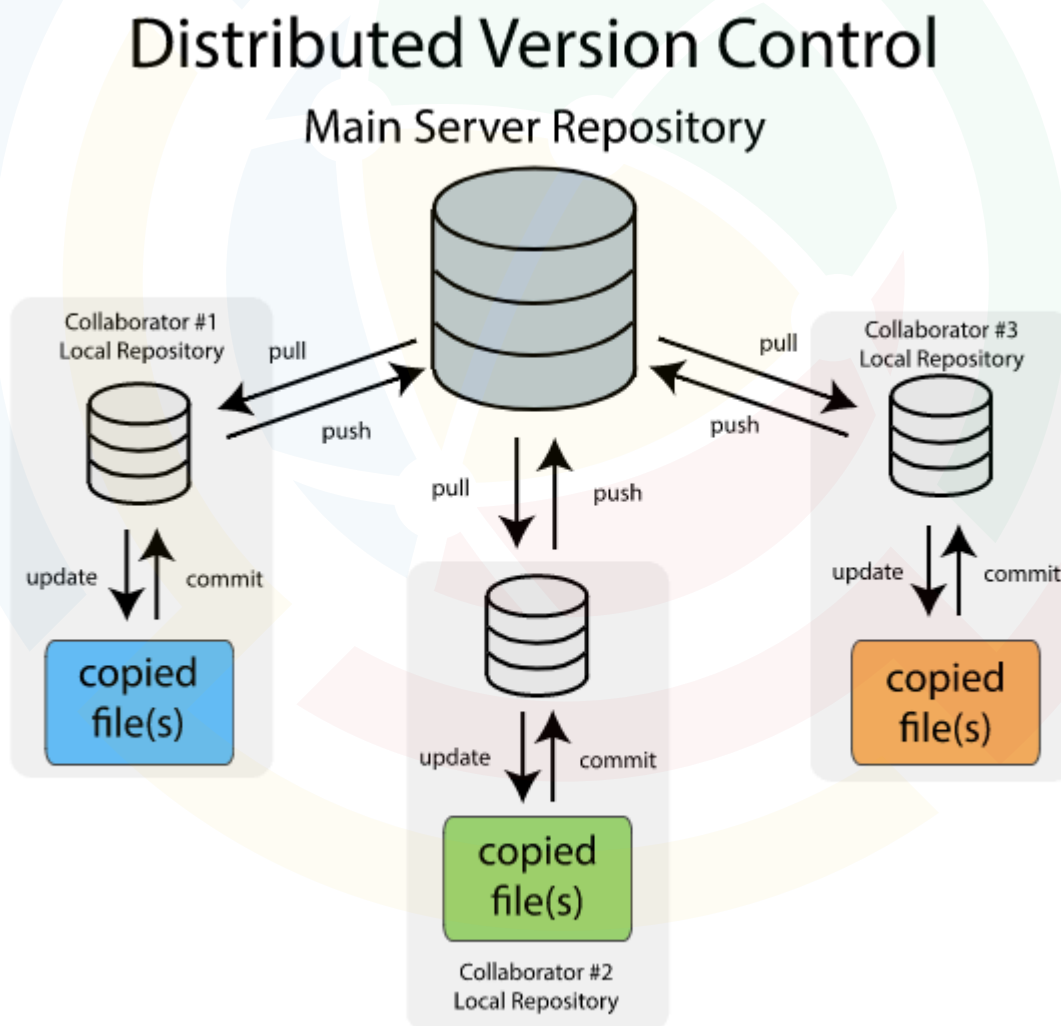 Distributed Version Control
Main Server Repository
Collaborator #1
Local Repository
pull
push
pull
push
pull
push
Collaborator #3
Local Repository
update
commit
copied
file(s)
update
commit
copied
file(s)
Collaborator #2
Local Repository
update
commit
copied
file(s)